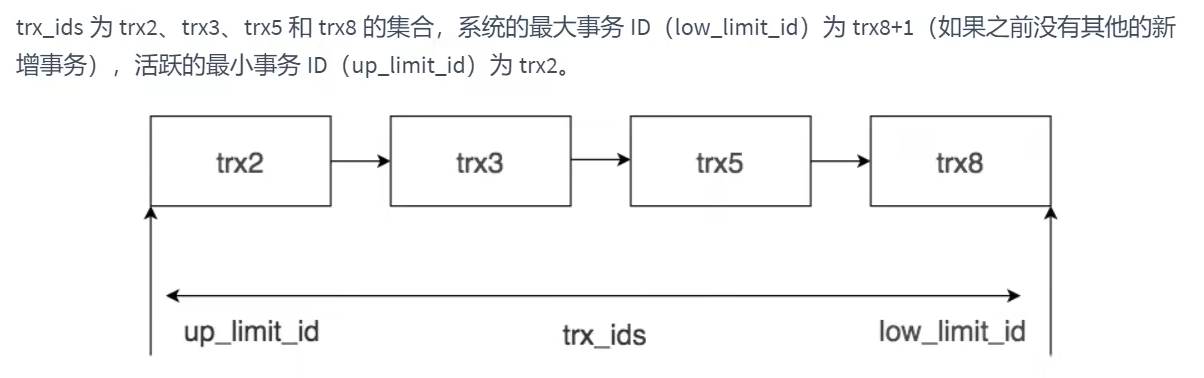 trx_ids 为 trx2、trx3、trx5 和 trx8 的集合，系统的最大事务 ID（low_limit_id）为 trx8+1（如果之前没有其他的新
增事务），活跃的最小事务 ID（up_limit_id）为 trx2。
trx2 trx3 trx5 trx8
up_limit_id trx_ids low_limit_id